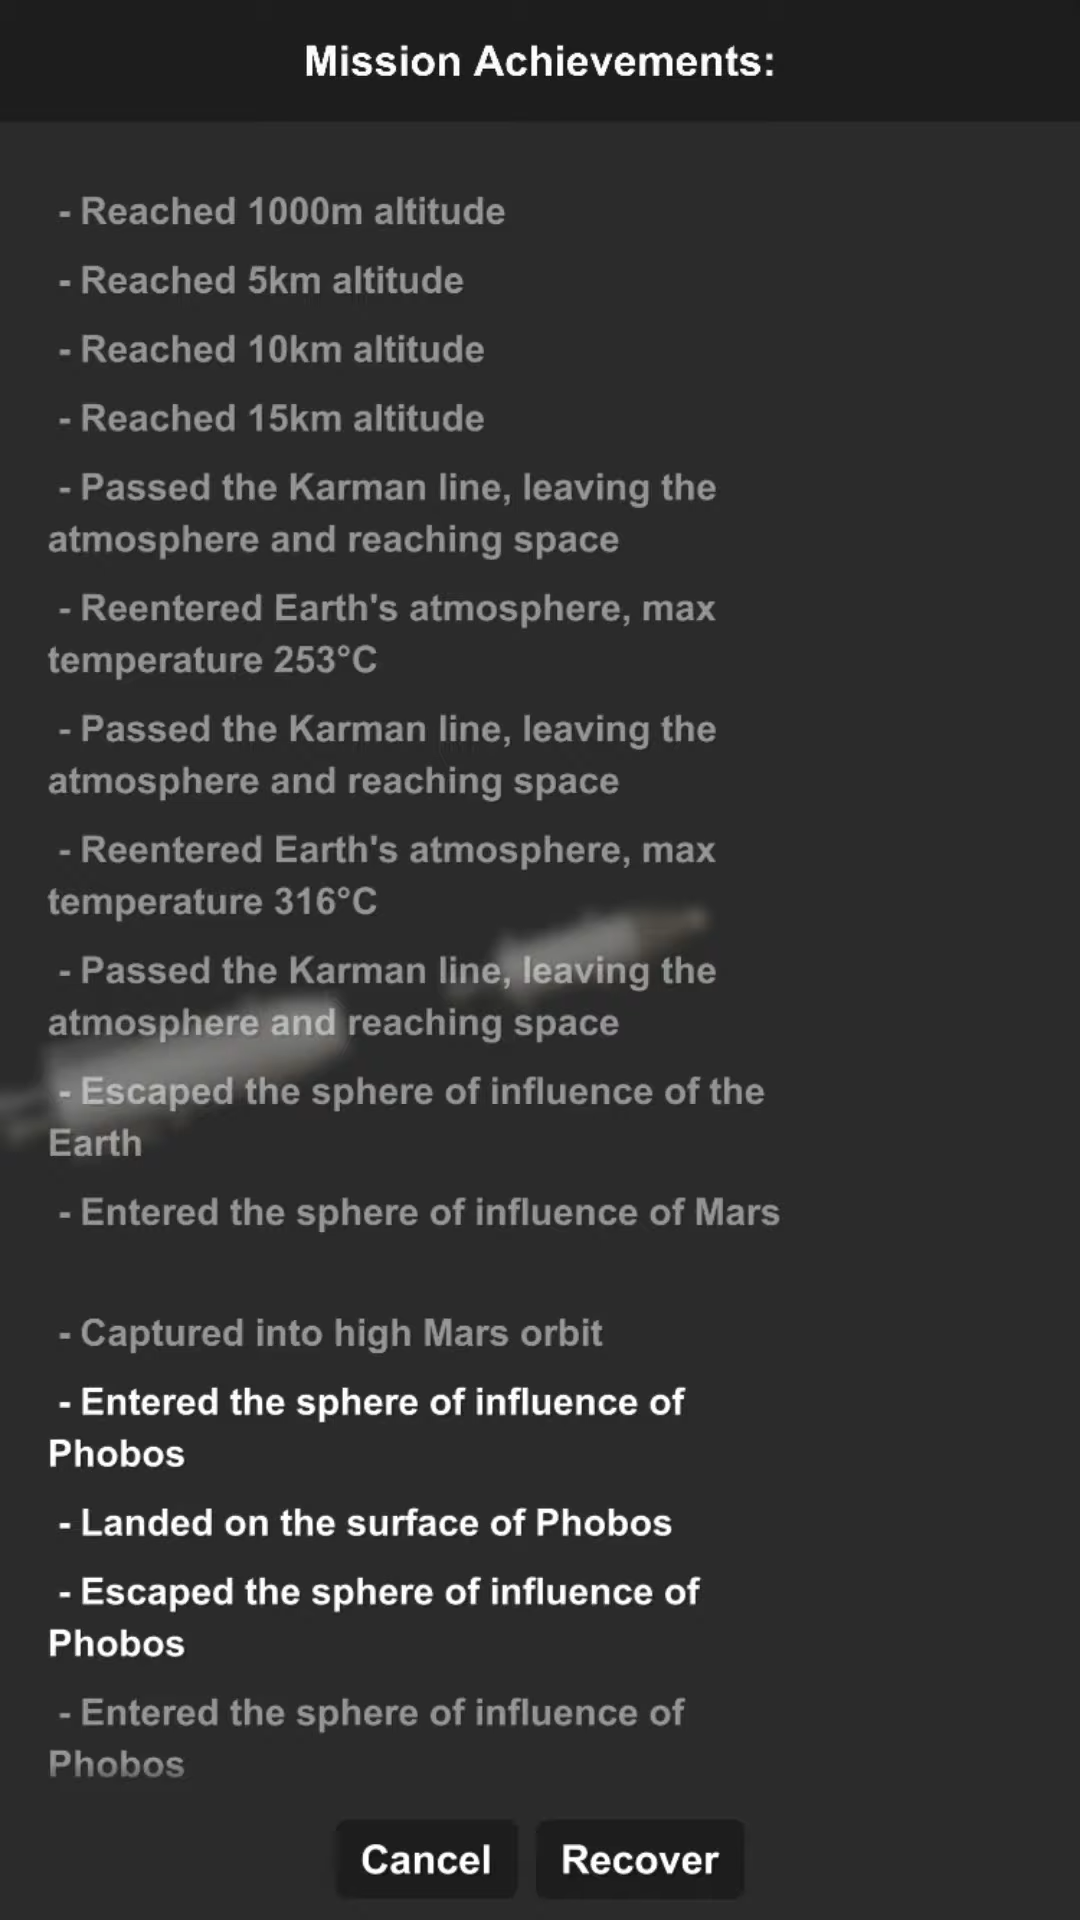 Mission Achievements:
- Reached 1000m altitude
- Reached 5km altitude
- Reached 10km altitude
- Reached 15km altitude
- Passed the Karman line, leaving the
atmosphere and reaching space
- Reentered Earth's atmosphere, max
temperature 253°C
- Passed the Karman line, leaving the
atmosphere and reaching space
- Reentered Earth's atmosphere, max
temperature 316°C
- Passed the Karman line, leaving the
atmosphere and reaching space
- Escaped the sphere of influence of the
Earth
- Entered the sphere of influence of Mars
- Captured into high Mars orbit
- Entered the sphere of influence of
Phobos
- Landed on the surface of Phobos
- Escaped the sphere of influence of
Phobos
- Entered the sphere of influence of
Phobos
Cancel Recover